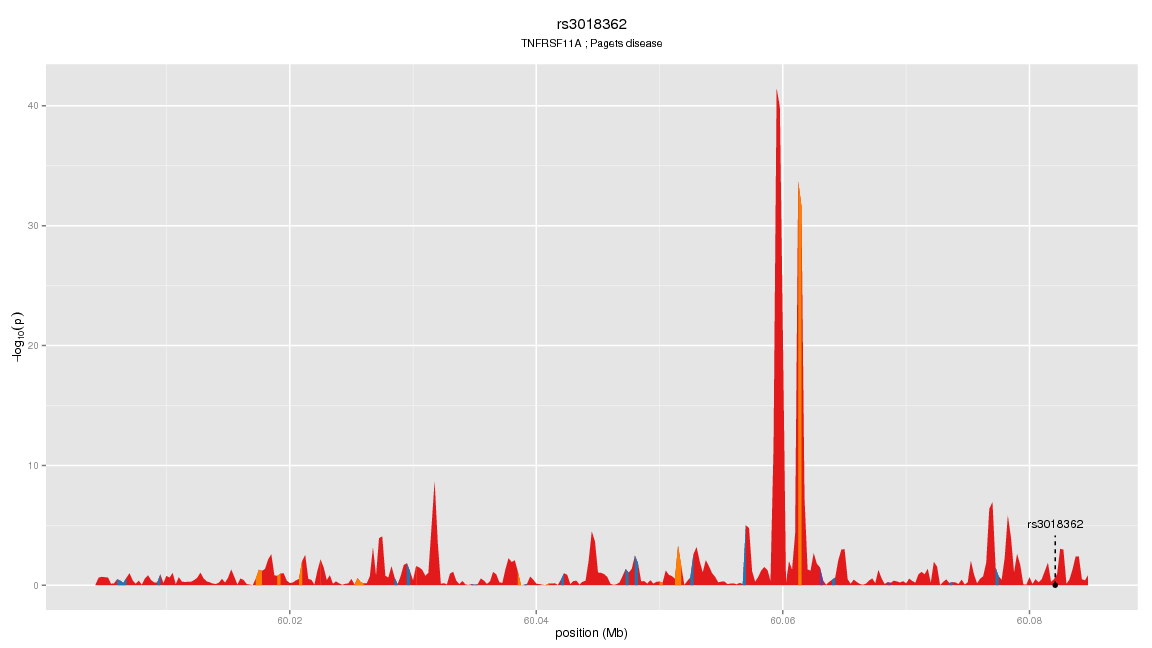 rs3018362
TNFRSF11A ; Pagets disease
40
30
20
10
0
−log10(p)
rs3018362
60.02
60.04
60.06
60.08
position (Mb)